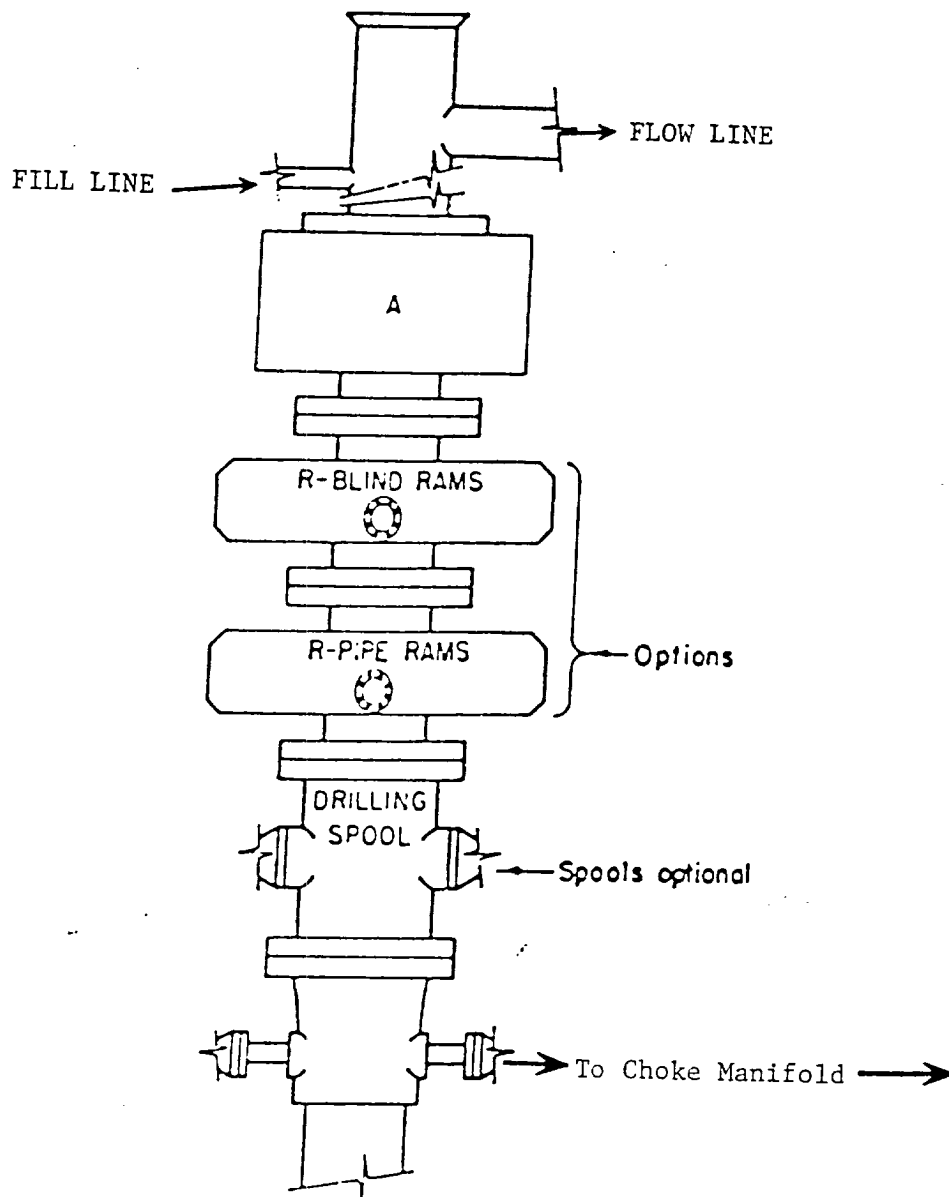 FLOW LINE
FILL LINE
A
R-BLIND RAMS
R-PIPE RAMS
Options
DRILLING
SPOOL
Spools optional
To Choke Manifold